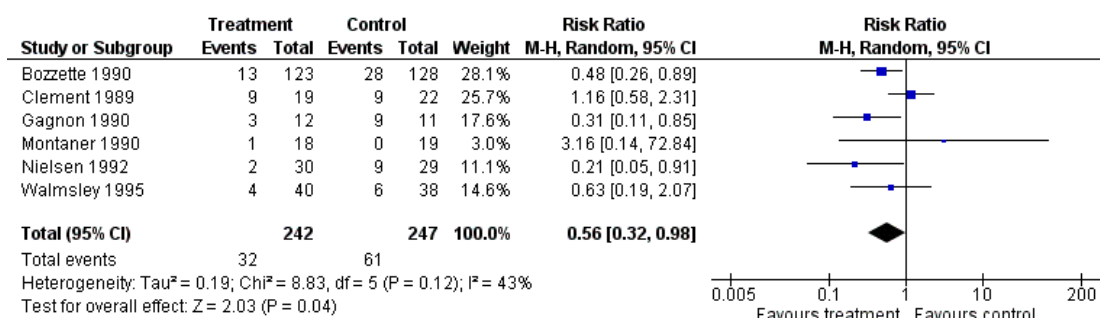 Treatment Control Risk Ratio Risk Ratio
Study or Subgroup Events Total Events Total Weight M-H, Random, 95% CI M-H, Random, 95% CI
Bozzette 1990 13 123 28 128 28.1% 0.48 [0.26, 0.89]
Clement 1989 9 19 9 22 25.7% 1.16 [0.58, 2.31]
Gagnon 1990 3 12 9 11 17.6% 0.31 [0.11, 0.85]
Montaner 1990 1 18 0 19 3.0% 3.16 [0.14, 72.84]
Nielsen 1992 2 30 9 29 11.1% 0.21 [0.05, 0.91]
Walmsley 1995 4 40 6 38 14.6% 0.63 [0.19, 2.07]
Total (95% CI) 242 247 100.0% 0.56 [0.32, 0.98]
Total events 32 61
Heterogeneity: Tau² = 0.19; Chi² = 8.83, df = 5 (P = 0.12); I² = 43%
Test for overall effect: Z = 2.03 (P = 0.04)
0.005 0.1 1 10 200
Favours treatment Favours control